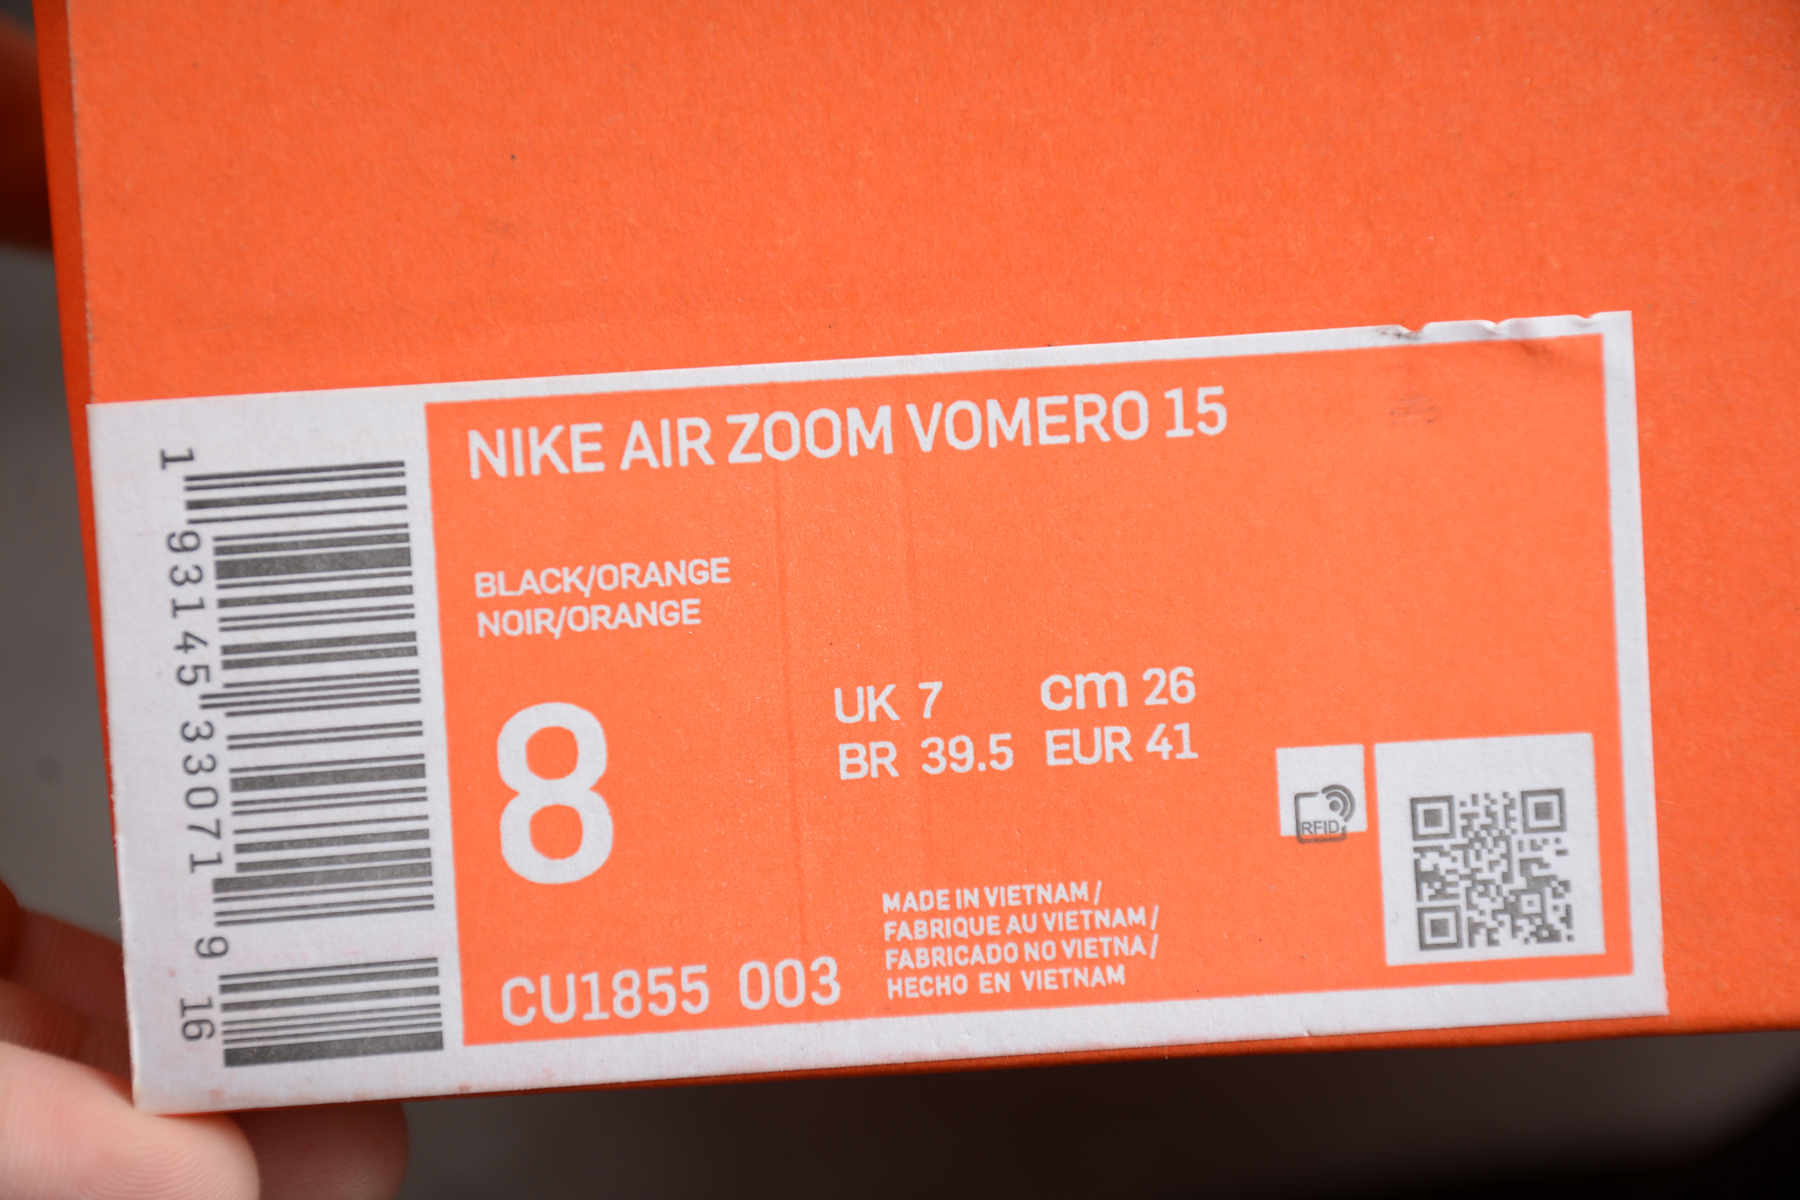 NIKE AIR ZOOM VOMERO 15
BLACK/ORANGE
NOIR/ORANGE
8
UK 7 cm 26
BR 39.5 EUR 41
RFID
MADE IN VIETNAM /
FABRIQUE AU VIETNAM /
FABRICADO NO VIETNA /
HECHO EN VIETNAM
CU1855 003
1 93145 33071 9 16